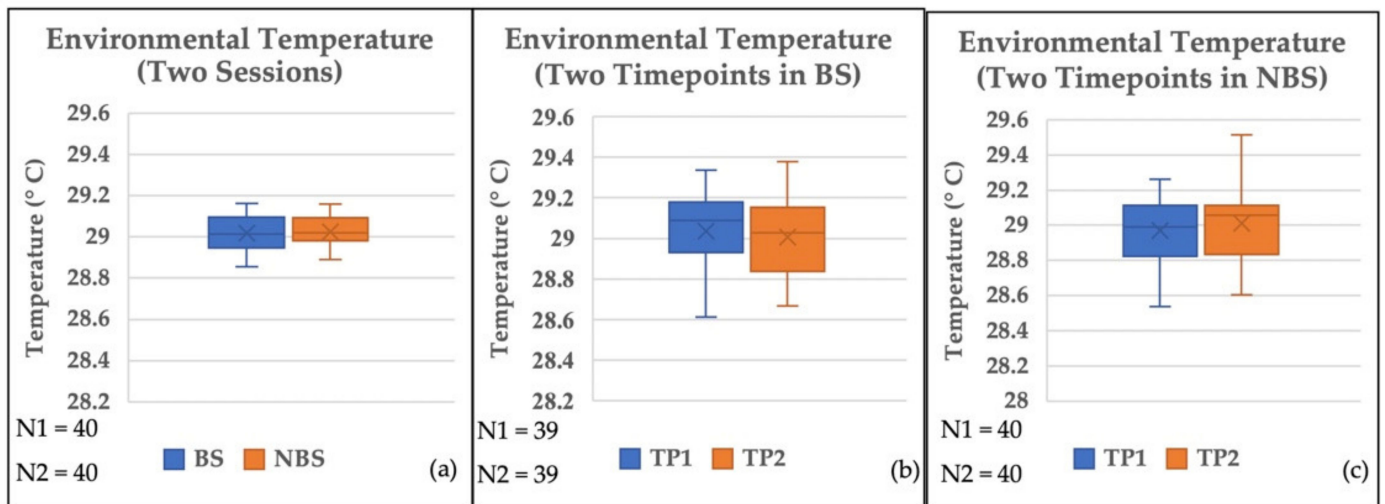 Environmental Temperature
(Two Sessions)
Temperature (° C)
29.6
29.4
29.2
29
28.8
28.6
28.4
28.2
N1 = 40
N2 = 40
BS NBS
(a)
Environmental Temperature
(Two Timepoints in BS)
Temperature (° C)
29.6
29.4
29.2
29
28.8
28.6
28.4
28.2
N1 = 39
N2 = 39
TP1 TP2
(b)
Environmental Temperature
(Two Timepoints in NBS)
Temperature (° C)
29.6
29.4
29.2
29
28.8
28.6
28.4
28.2
28
N1 = 40
N2 = 40
TP1 TP2
(c)